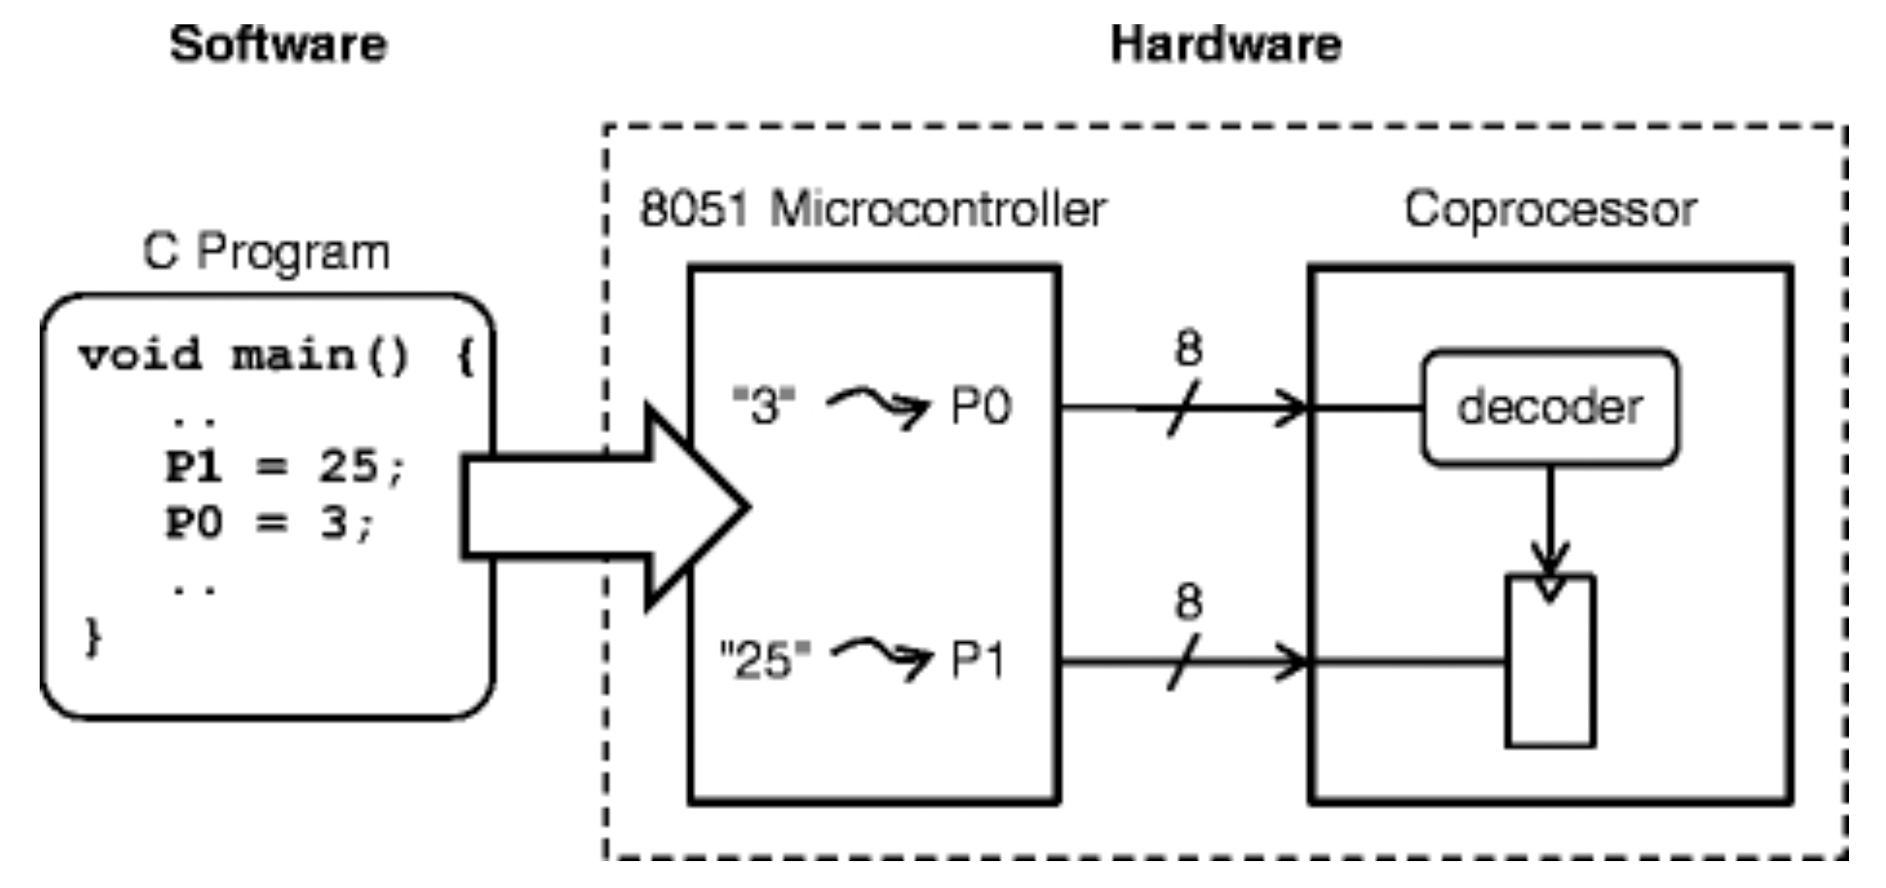 Software
Hardware
C Program
void main() {
..
P1 = 25;
P0 = 3;
..
}
8051 Microcontroller
"3" P0
"25" P1
8
8
Coprocessor
decoder